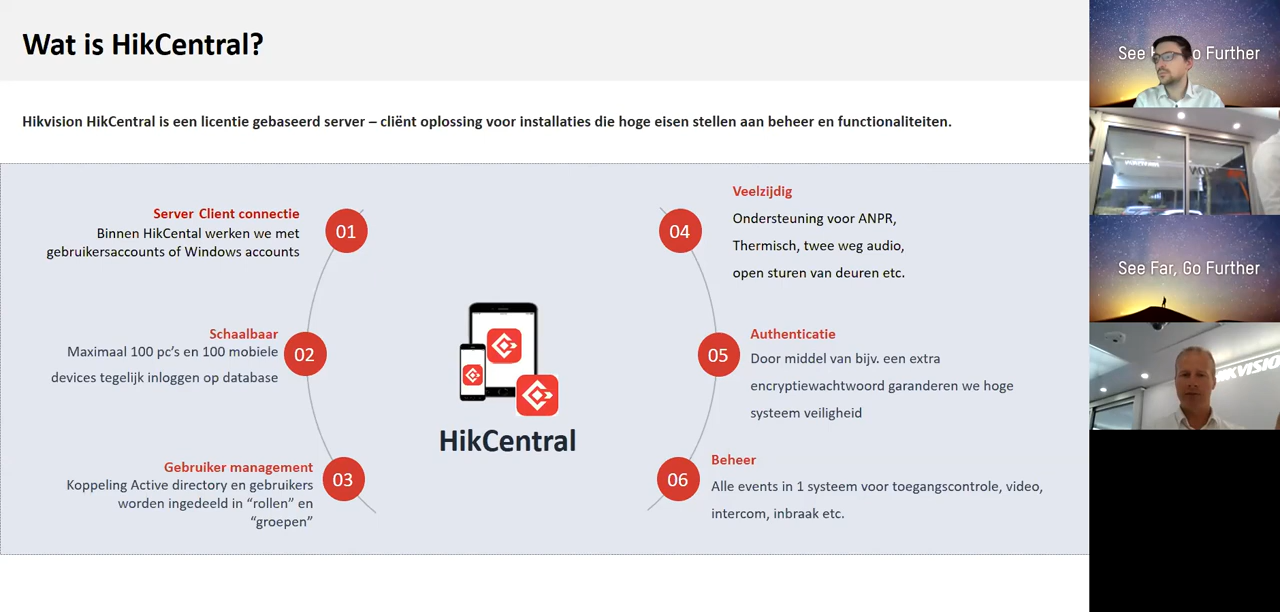 Wat is HikCentral?
Hikvision HikCentral is een licentie gebaseerd server – client oplossing voor installaties die hoge eisen stellen aan beheer en functionaliteiten.
Server Client connectie
Binnen HikCental werken we met
gebruikersaccounts of Windows accounts
01
Schaalbaar
Maximaal 100 pc's en 100 mobiele
devices tegelijk inloggen op database
02
Gebruiker management
Koppeling Active directory en gebruikers
worden ingedeeld in “rollen” en
“groepen”
03
HikCentral
04
Veelzijdig
Ondersteuning voor ANPR,
Thermisch, twee weg audio,
open sturen van deuren etc.
05
Authenticatie
Door middel van bijv. een extra
encryptiewachtwoord garanderen we hoge
systeem veiligheid
06
Beheer
Alle events in 1 systeem voor toegangscontrole, video,
intercom, inbraak etc.
See Further
See Far, Go Further
HIKVISION